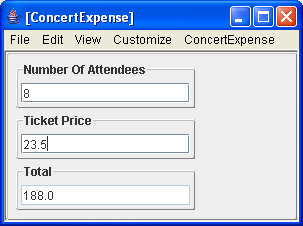 [ConcertExpense]
File Edit View Customize ConcertExpense
Number Of Attendees
8
Ticket Price
23.5
Total
188.0